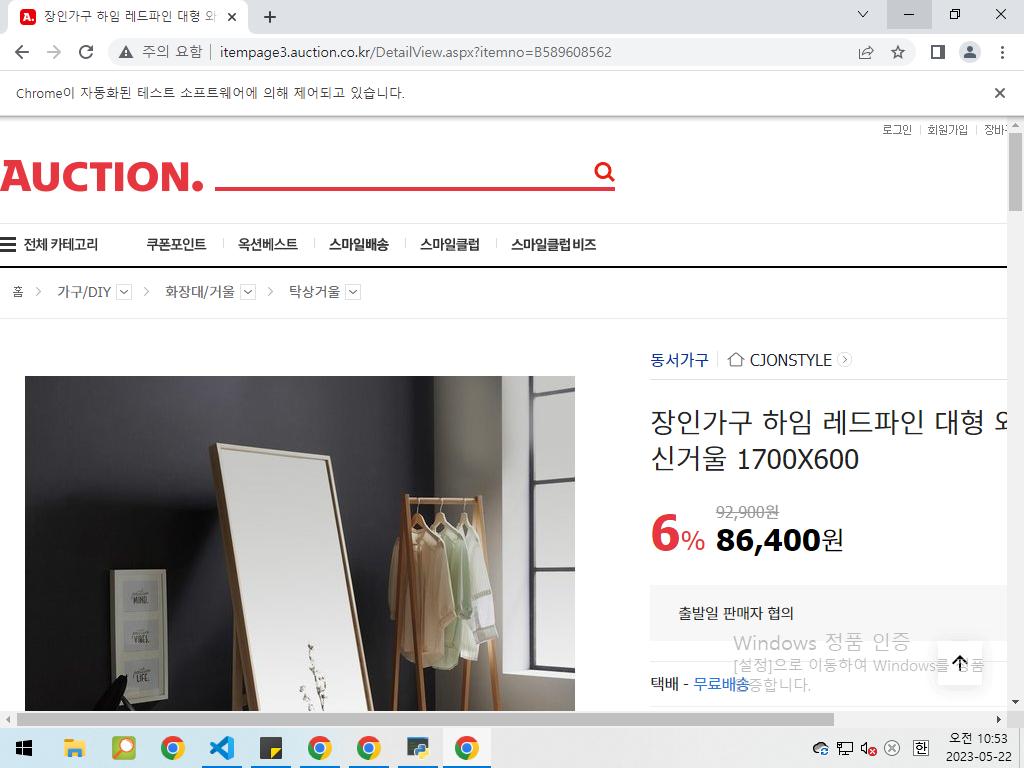 장인가구 하임 레드파인 대형 와
주의 요함
itempage3.auction.co.kr/DetailView.aspx?itemno=B589608562
Chrome이 자동화된 테스트 소프트웨어에 의해 제어되고 있습니다.
로그인 회원가입 장바
AUCTION.
전체 카테고리 쿠폰포인트 옥션베스트 스마일배송 스마일클럽 스마일클럽 비즈
홈 가구/DIY 화장대/거울 탁상거울
동서가구 CJONSTYLE
장인가구 하임 레드파인 대형 와
신거울 1700X600
92,900원
6% 86,400원
출발일 판매자 협의
Windows 정품 인증
[설정]으로 이동하여 Windows를 정품
택배 - 무료배송
인증합니다.
MIND.
VIBES.
LIFE.
한
오전 10:53
2023-05-22